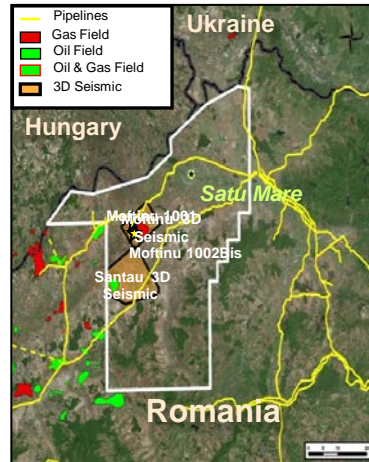 Pipelines
Gas Field
Oil Field
Oil & Gas Field
3D Seismic
Ukraine
Hungary
Satu Mare
Moftinu 1001
Moftinu 3D
Seismic
Moftinu 1002Bis
Santau 3D
Seismic
Romania